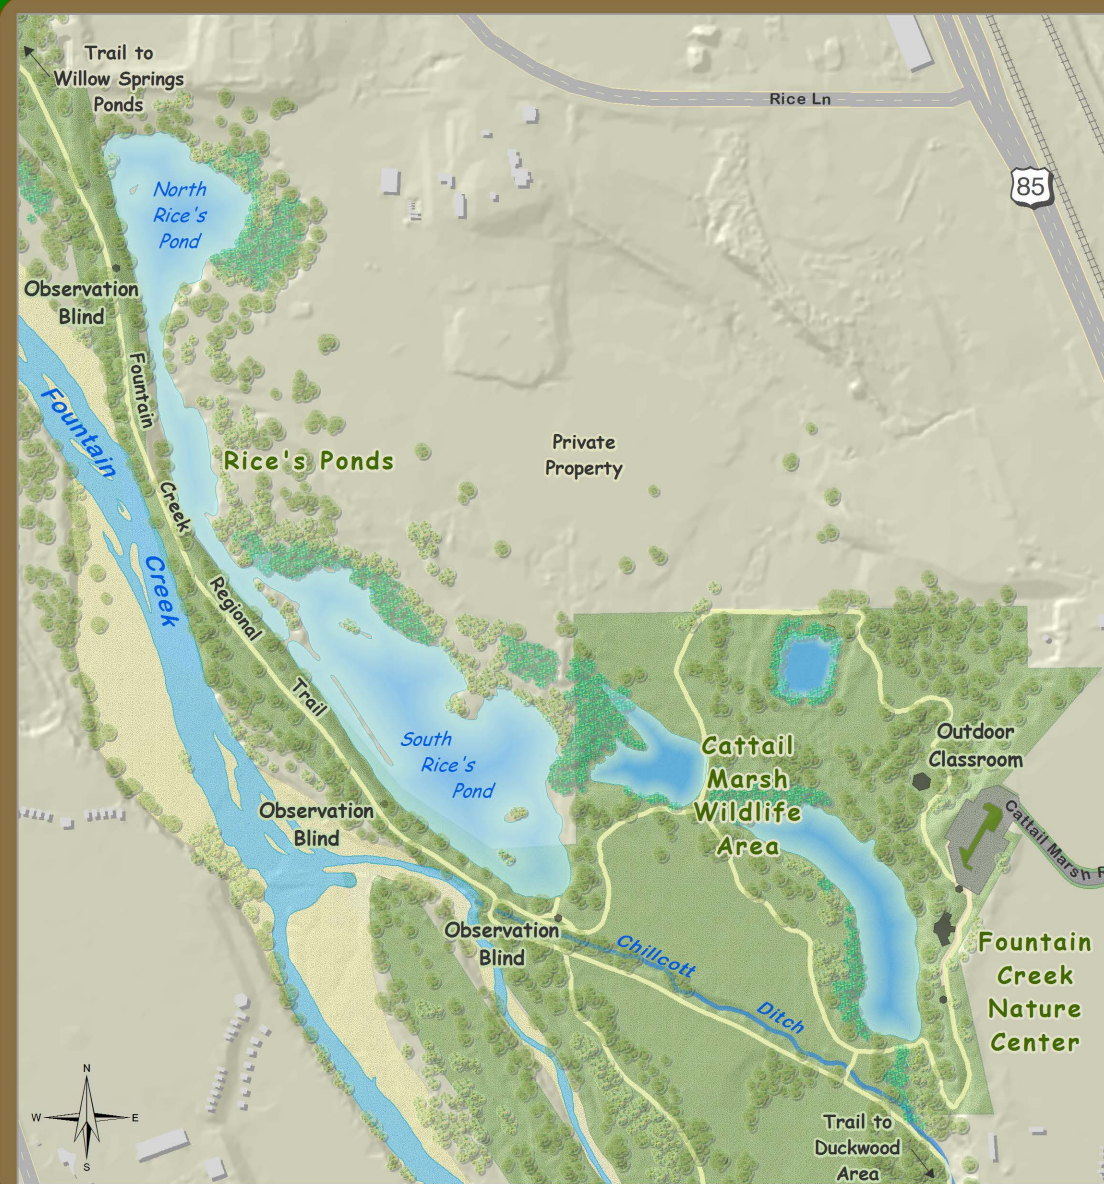 Trail to
Willow Springs
Ponds
Rice Ln
85
North
Rice's
Pond
Observation
Blind
Fountain
Creek
Regional
Trail
Fountain
Creek
Rice's Ponds
Private
Property
South
Rice's
Pond
Cattail
Marsh
Wildlife
Area
Outdoor
Classroom
Cattail Marsh R
Observation
Blind
Observation
Blind
Chillcott
Ditch
Fountain
Creek
Nature
Center
N
W E
S
Trail to
Duckwood
Area